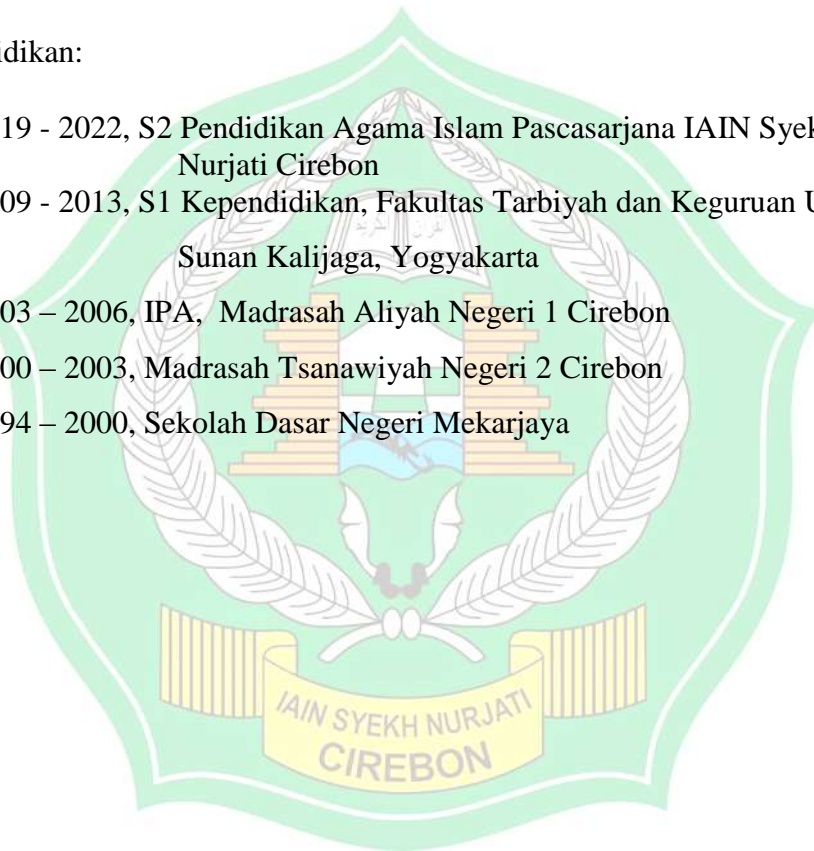 idikan:
19 - 2022, S2 Pendidikan Agama Islam Pascasarjana IAIN Syek
Nurjati Cirebon
09 - 2013, S1 Kependidikan, Fakultas Tarbiyah dan Keguruan U
Sunan Kalijaga, Yogyakarta
03 – 2006, IPA,  Madrasah Aliyah Negeri 1 Cirebon
00 – 2003, Madrasah Tsanawiyah Negeri 2 Cirebon
94 – 2000, Sekolah Dasar Negeri Mekarjaya
IAIN SYEKH NURJATI
CIREBON